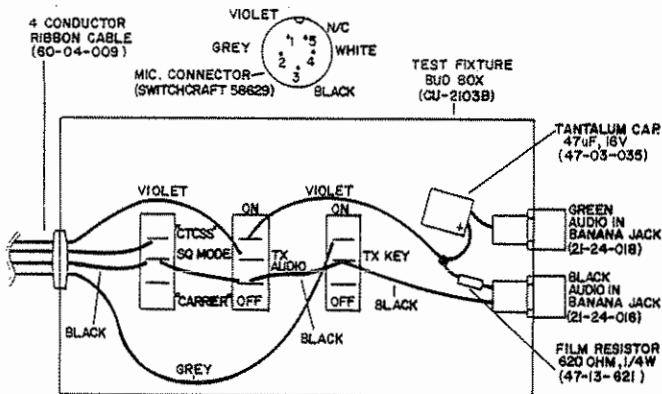 4 CONDUCTOR
RIBBON CABLE
(60-04-009)
VIOLET
N/C
1
5
GREY
2
4
WHITE
3
MIC. CONNECTOR
(SWITCHCRAFT 58629)
BLACK
TEST FIXTURE
BUD BOX
(CU-2103B)
TANTALUM CAP.
47uF, 16V
(47-03-035)
VIOLET
ON
VIOLET
ON
+
GREEN
AUDIO IN
BANANA JACK
(21-24-018)
"CTCSS"
SQ MODE
TX
AUDIO
TX KEY
BLACK
AUDIO IN
BANANA JACK
(21-24-016)
"CARRIER"
OFF
OFF
BLACK
BLACK
BLACK
GREY
FILM RESISTOR
620 OHM, 1/4W
(47-13-621)